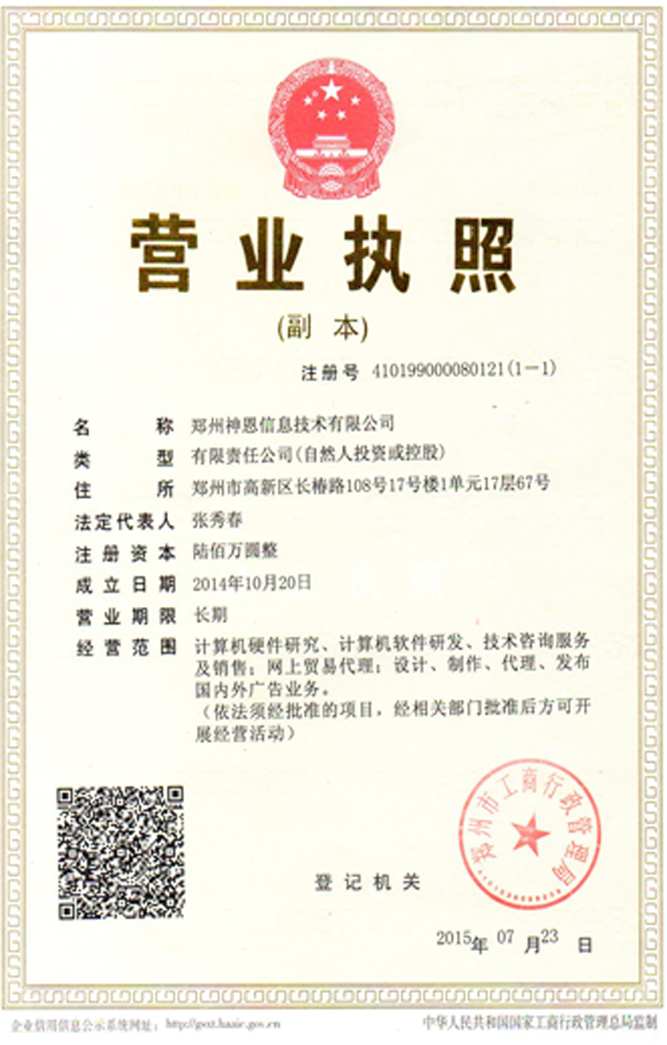 营业执照
(副 本)
注册号 410199000080121(1-1)
名 称 郑州神恩信息技术有限公司
类 型 有限责任公司(自然人投资或控股)
住 所 郑州市高新区长椿路108号17号楼1单元17层67号
法定代表人 张秀春
注册资本 陆佰万圆整
成立日期 2014年10月20日
营业期限 长期
经营范围 计算机硬件研究、计算机软件研发、技术咨询服务
及销售；网上贸易代理；设计、制作、代理、发布
国内外广告业务。
（依法须经批准的项目，经相关部门批准后方可开
展经营活动）
郑州市工商行政管理局
登记机关
2015年07月23日
企业信用信息公示系统网址：http://gsxt.haaic.gov.cn
中华人民共和国国家工商行政管理总局监制